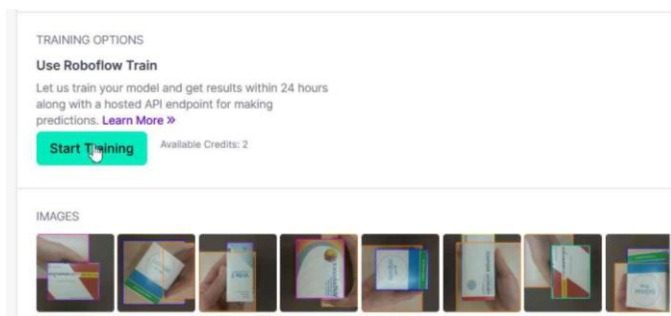 TRAINING OPTIONS
Use Roboflow Train
Let us train your model and get results within 24 hours
along with a hosted API endpoint for making
predictions. Learn More »
Start Training
Available Credits: 2
IMAGES